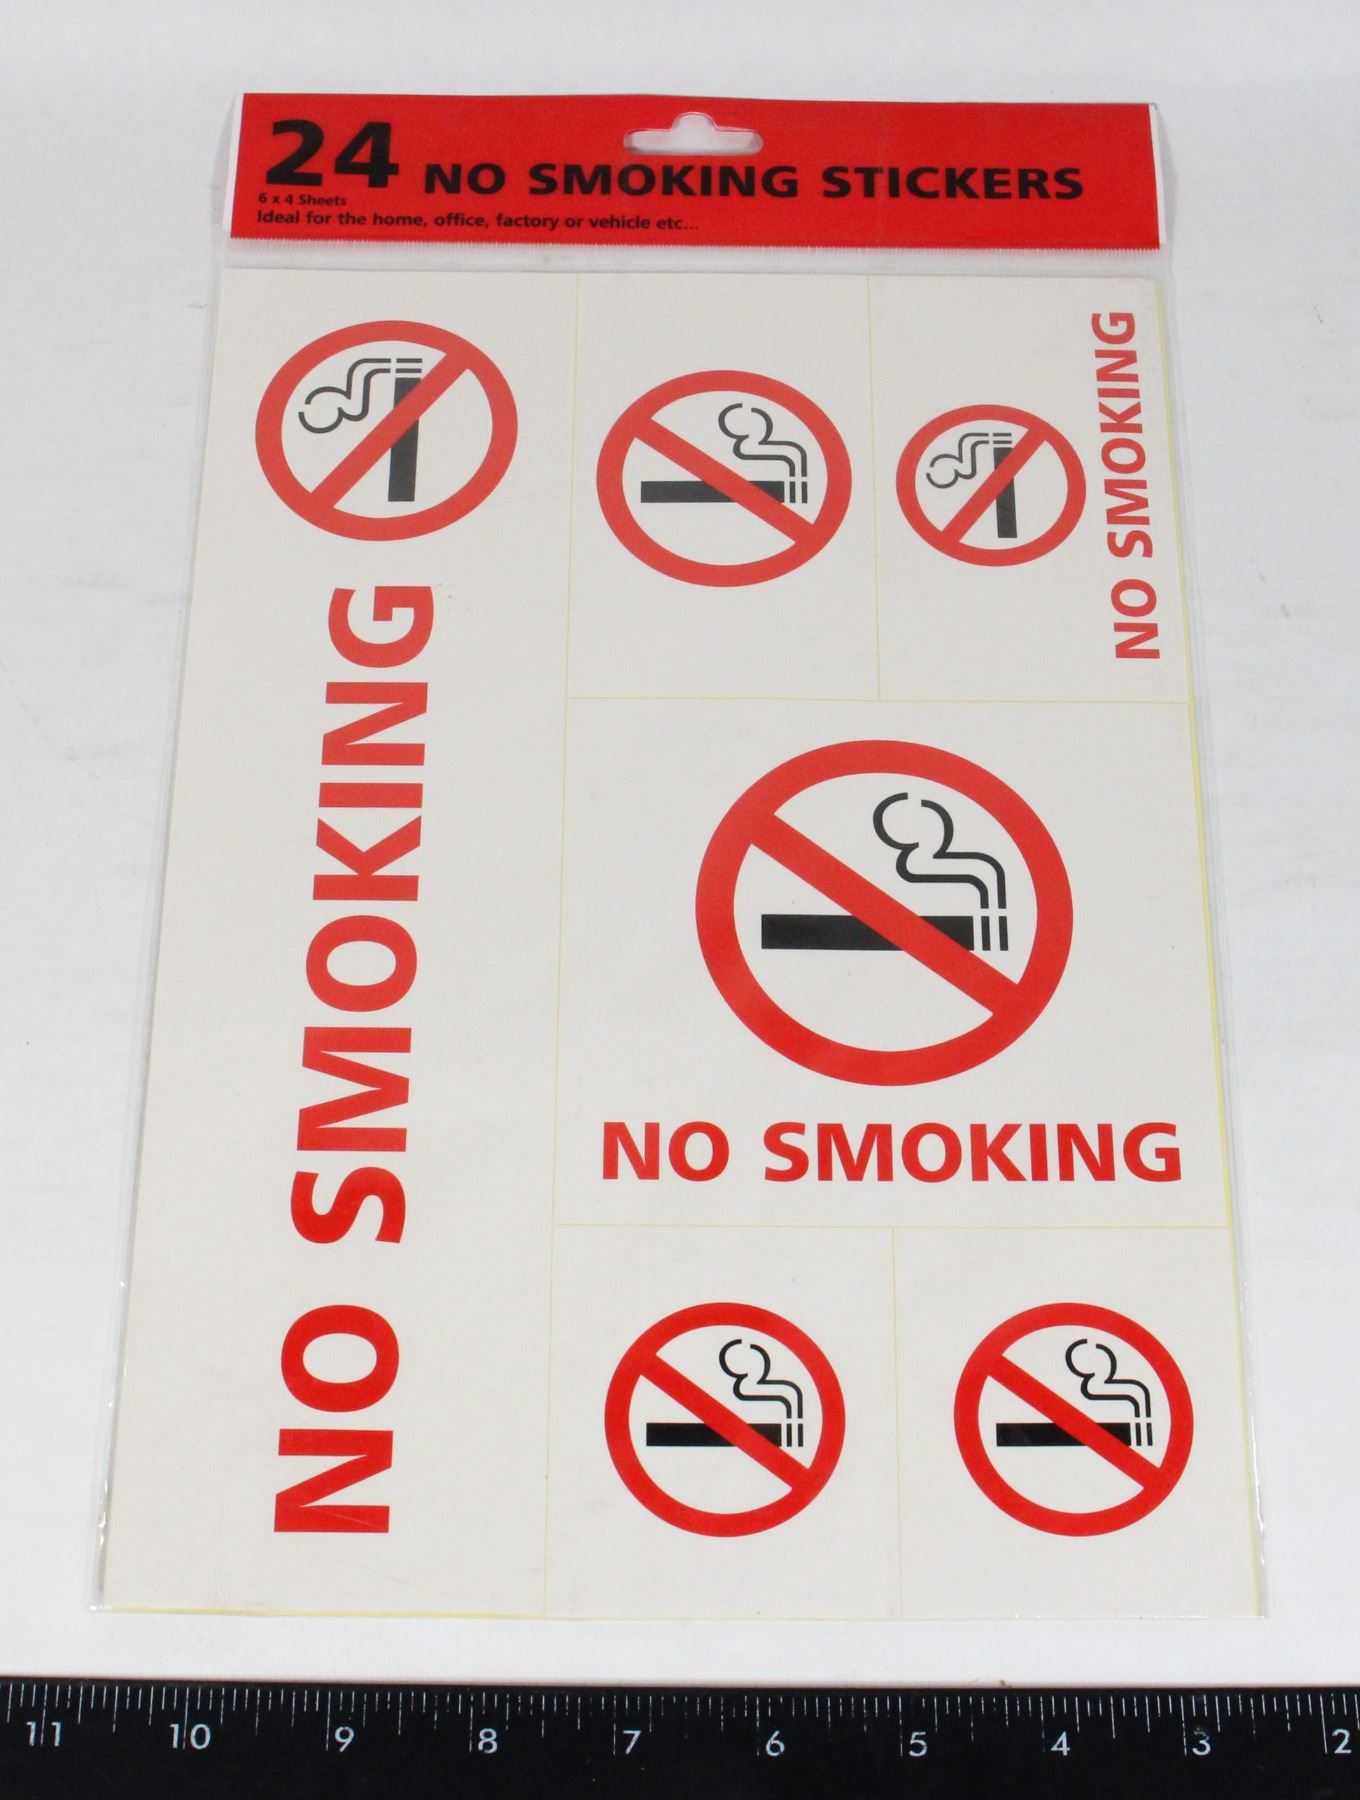 24 NO SMOKING STICKERS
6 x 4 Sheets
Ideal for the home, office, factory or vehicle etc...
NO SMOKING
NO SMOKING
NO SMOKING
11 10 9 8 7 6 5 4 3 2